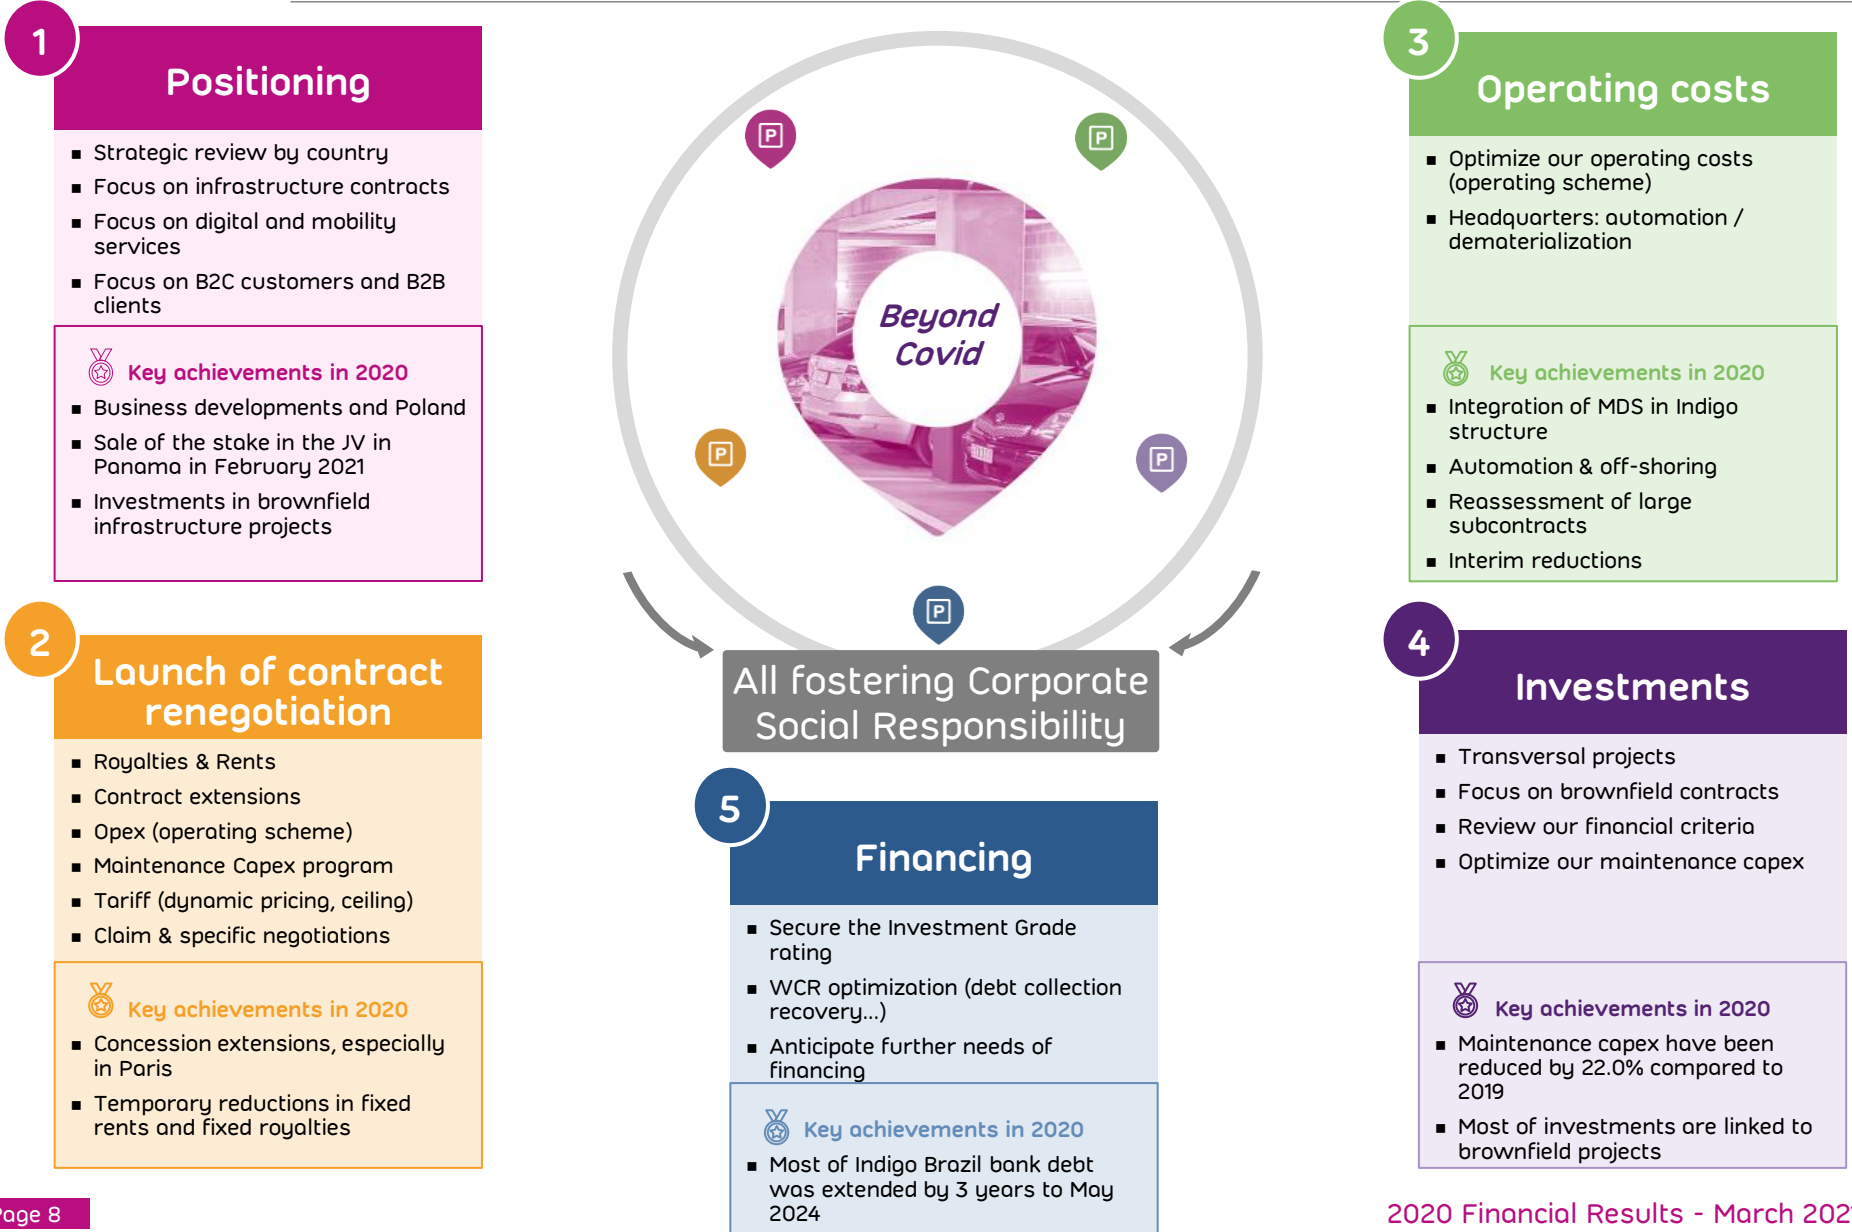 1
Positioning
Strategic review by country
Focus on infrastructure contracts
Focus on digital and mobility
services
Focus on B2C customers and B2B
clients
Key achievements in 2020
Business developments and Poland
Sale of the stake in the JV in
Panama in February 2021
Investments in brownfield
infrastructure projects
2
Launch of contract
renegotiation
Royalties & Rents
Contract extensions
Opex (operating scheme)
Maintenance Capex program
Tariff (dynamic pricing, ceiling)
Claim & specific negotiations
Key achievements in 2020
Concession extensions, especially
in Paris
Temporary reductions in fixed
rents and fixed royalties
P
P
Beyond
Covid
P
P
P
All fostering Corporate
Social Responsibility
5
Financing
Secure the Investment Grade
rating
WCR optimization (debt collection
recovery...)
Anticipate further needs of
financing
Key achievements in 2020
Most of Indigo Brazil bank debt
was extended by 3 years to May
2024
3
Operating costs
Optimize our operating costs
(operating scheme)
Headquarters: automation /
dematerialization
Key achievements in 2020
Integration of MDS in Indigo
structure
Automation & off-shoring
Reassessment of large
subcontracts
Interim reductions
4
Investments
Transversal projects
Focus on brownfield contracts
Review our financial criteria
Optimize our maintenance capex
Key achievements in 2020
Maintenance capex have been
reduced by 22.0% compared to
2019
Most of investments are linked to
brownfield projects
Page 8
2020 Financial Results - March 2021